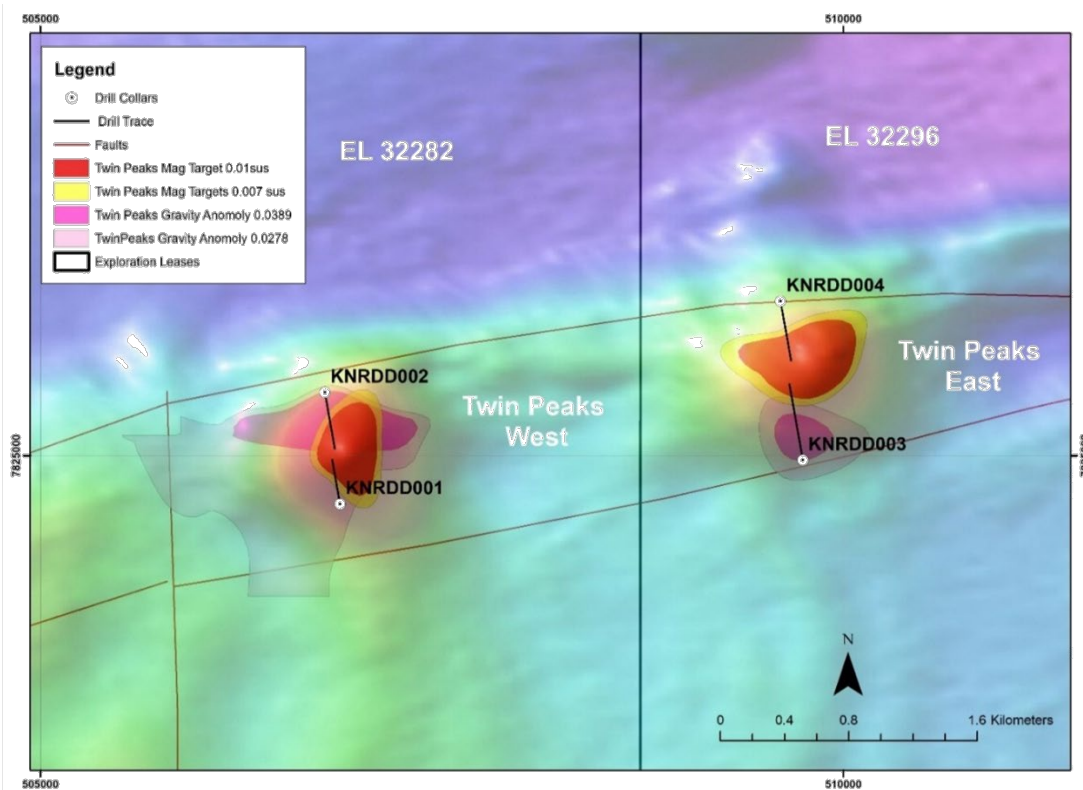 505000
510000
Legend
Drill Collars
Drill Trace
Faults
Twin Peaks Mag Target 0.01sus
Twin Peaks Mag Targets 0.007 sus
Twin Peaks Gravity Anomoly 0.0389
TwinPeaks Gravity Anomoly 0.0278
Exploration Leases
EL 32282
EL 32296
KNRDD004
Twin Peaks
East
KNRDD002
Twin Peaks
West
KNRDD003
7825000
KNRDD001
N
0 0.4 0.8 1.6 Kilometers
505000
510000